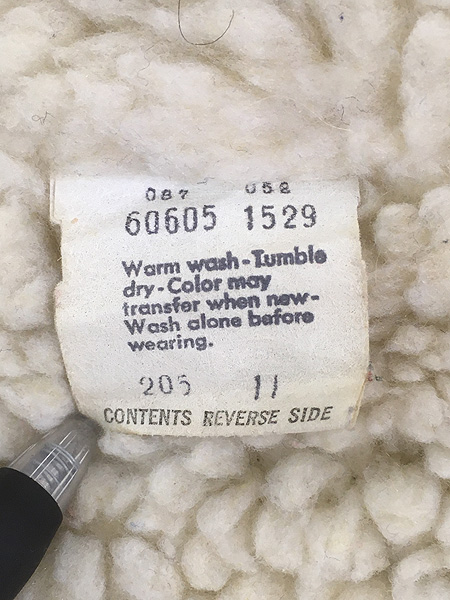 087 052
60605 1529
Warm wash-Tumble
dry-Color may
transfer when new-
Wash alone before
wearing.
205 11
CONTENTS REVERSE SIDE